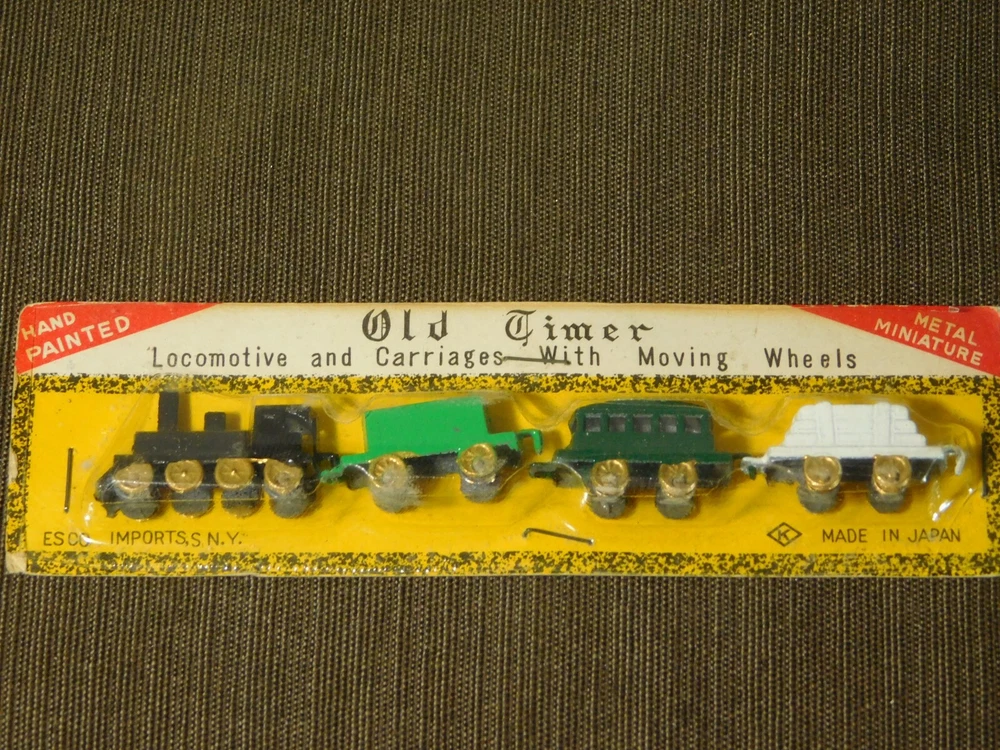 HAND
PAINTED
Old Timer
Locomotive and Carriages With Moving Wheels
METAL
MINIATURE
ESCO IMPORTS, N.Y.
K MADE IN JAPAN